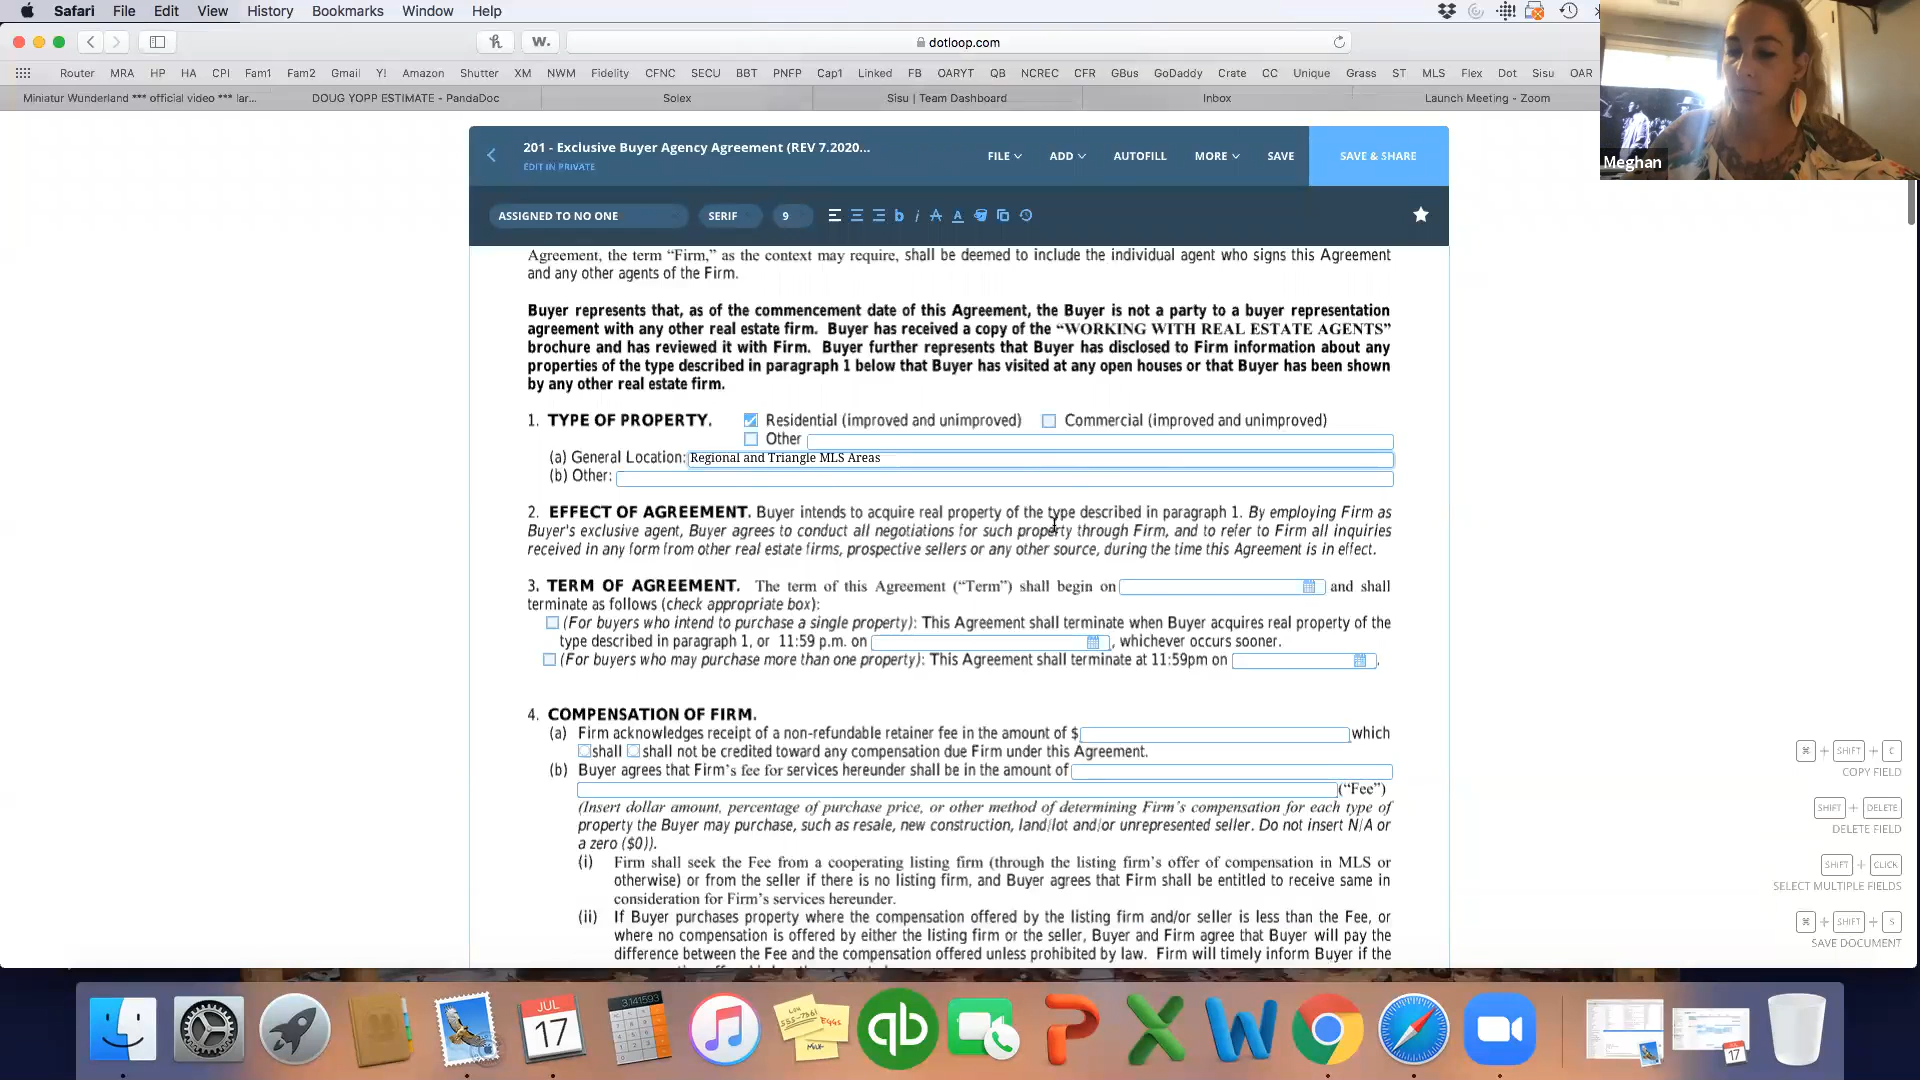 Safari File Edit View History Bookmarks Window Help
dotloop.com
Router MRA HP HA CPI Fam1 Fam2 Gmail Y! Amazon Shutter XM NWM Fidelity CFNC SECU BBT PNFP Cap1 Linked FB OARYT QB NCREC CFR GBus GoDaddy Crate CC Unique Grass ST MLS Flex Dot Sisu OAR
Miniatur Wunderland *** official video *** lar... DOUG YOPP ESTIMATE - PandaDoc Solex Sisu | Team Dashboard Inbox Launch Meeting - Zoom
Meghan
201 - Exclusive Buyer Agency Agreement (REV 7.2020...
EDIT IN PRIVATE
FILE ADD AUTOFILL MORE SAVE SAVE & SHARE
ASSIGNED TO NO ONE SERIF 9
Agreement, the term “Firm,” as the context may require, shall be deemed to include the individual agent who signs this Agreement
and any other agents of the Firm.
Buyer represents that, as of the commencement date of this Agreement, the Buyer is not a party to a buyer representation
agreement with any other real estate firm. Buyer has received a copy of the “WORKING WITH REAL ESTATE AGENTS”
brochure and has reviewed it with Firm. Buyer further represents that Buyer has disclosed to Firm information about any
properties of the type described in paragraph 1 below that Buyer has visited at any open houses or that Buyer has been shown
by any other real estate firm.
1. TYPE OF PROPERTY. Residential (improved and unimproved) Commercial (improved and unimproved)
Other
(a) General Location: Regional and Triangle MLS Areas
(b) Other:
2. EFFECT OF AGREEMENT. Buyer intends to acquire real property of the type described in paragraph 1. By employing Firm as
Buyer's exclusive agent, Buyer agrees to conduct all negotiations for such property through Firm, and to refer to Firm all inquiries
received in any form from other real estate firms, prospective sellers or any other source, during the time this Agreement is in effect.
3. TERM OF AGREEMENT. The term of this Agreement (“Term”) shall begin on and shall
terminate as follows (check appropriate box):
(For buyers who intend to purchase a single property): This Agreement shall terminate when Buyer acquires real property of the
type described in paragraph 1, or 11:59 p.m. on , whichever occurs sooner.
(For buyers who may purchase more than one property): This Agreement shall terminate at 11:59pm on .
4. COMPENSATION OF FIRM.
(a) Firm acknowledges receipt of a non-refundable retainer fee in the amount of $ which
shall shall not be credited toward any compensation due Firm under this Agreement.
(b) Buyer agrees that Firm’s fee for services hereunder shall be in the amount of
(“Fee”)
(Insert dollar amount, percentage of purchase price, or other method of determining Firm’s compensation for each type of
property the Buyer may purchase, such as resale, new construction, land/lot and/or unrepresented seller. Do not insert N/A or
a zero ($0)).
(i) Firm shall seek the Fee from a cooperating listing firm (through the listing firm’s offer of compensation in MLS or
otherwise) or from the seller if there is no listing firm, and Buyer agrees that Firm shall be entitled to receive same in
consideration for Firm’s services hereunder.
(ii) If Buyer purchases property where the compensation offered by the listing firm and/or seller is less than the Fee, or
where no compensation is offered by either the listing firm or the seller, Buyer and Firm agree that Buyer will pay the
difference between the Fee and the compensation offered unless prohibited by law. Firm will timely inform Buyer if the
⌘ + SHIFT + C
COPY FIELD
SHIFT + DELETE
DELETE FIELD
SHIFT + CLICK
SELECT MULTIPLE FIELDS
⌘ + SHIFT + S
SAVE DOCUMENT
JUL
17
3.141593
555-7361
EGGS
MILK
qb
P X W
17